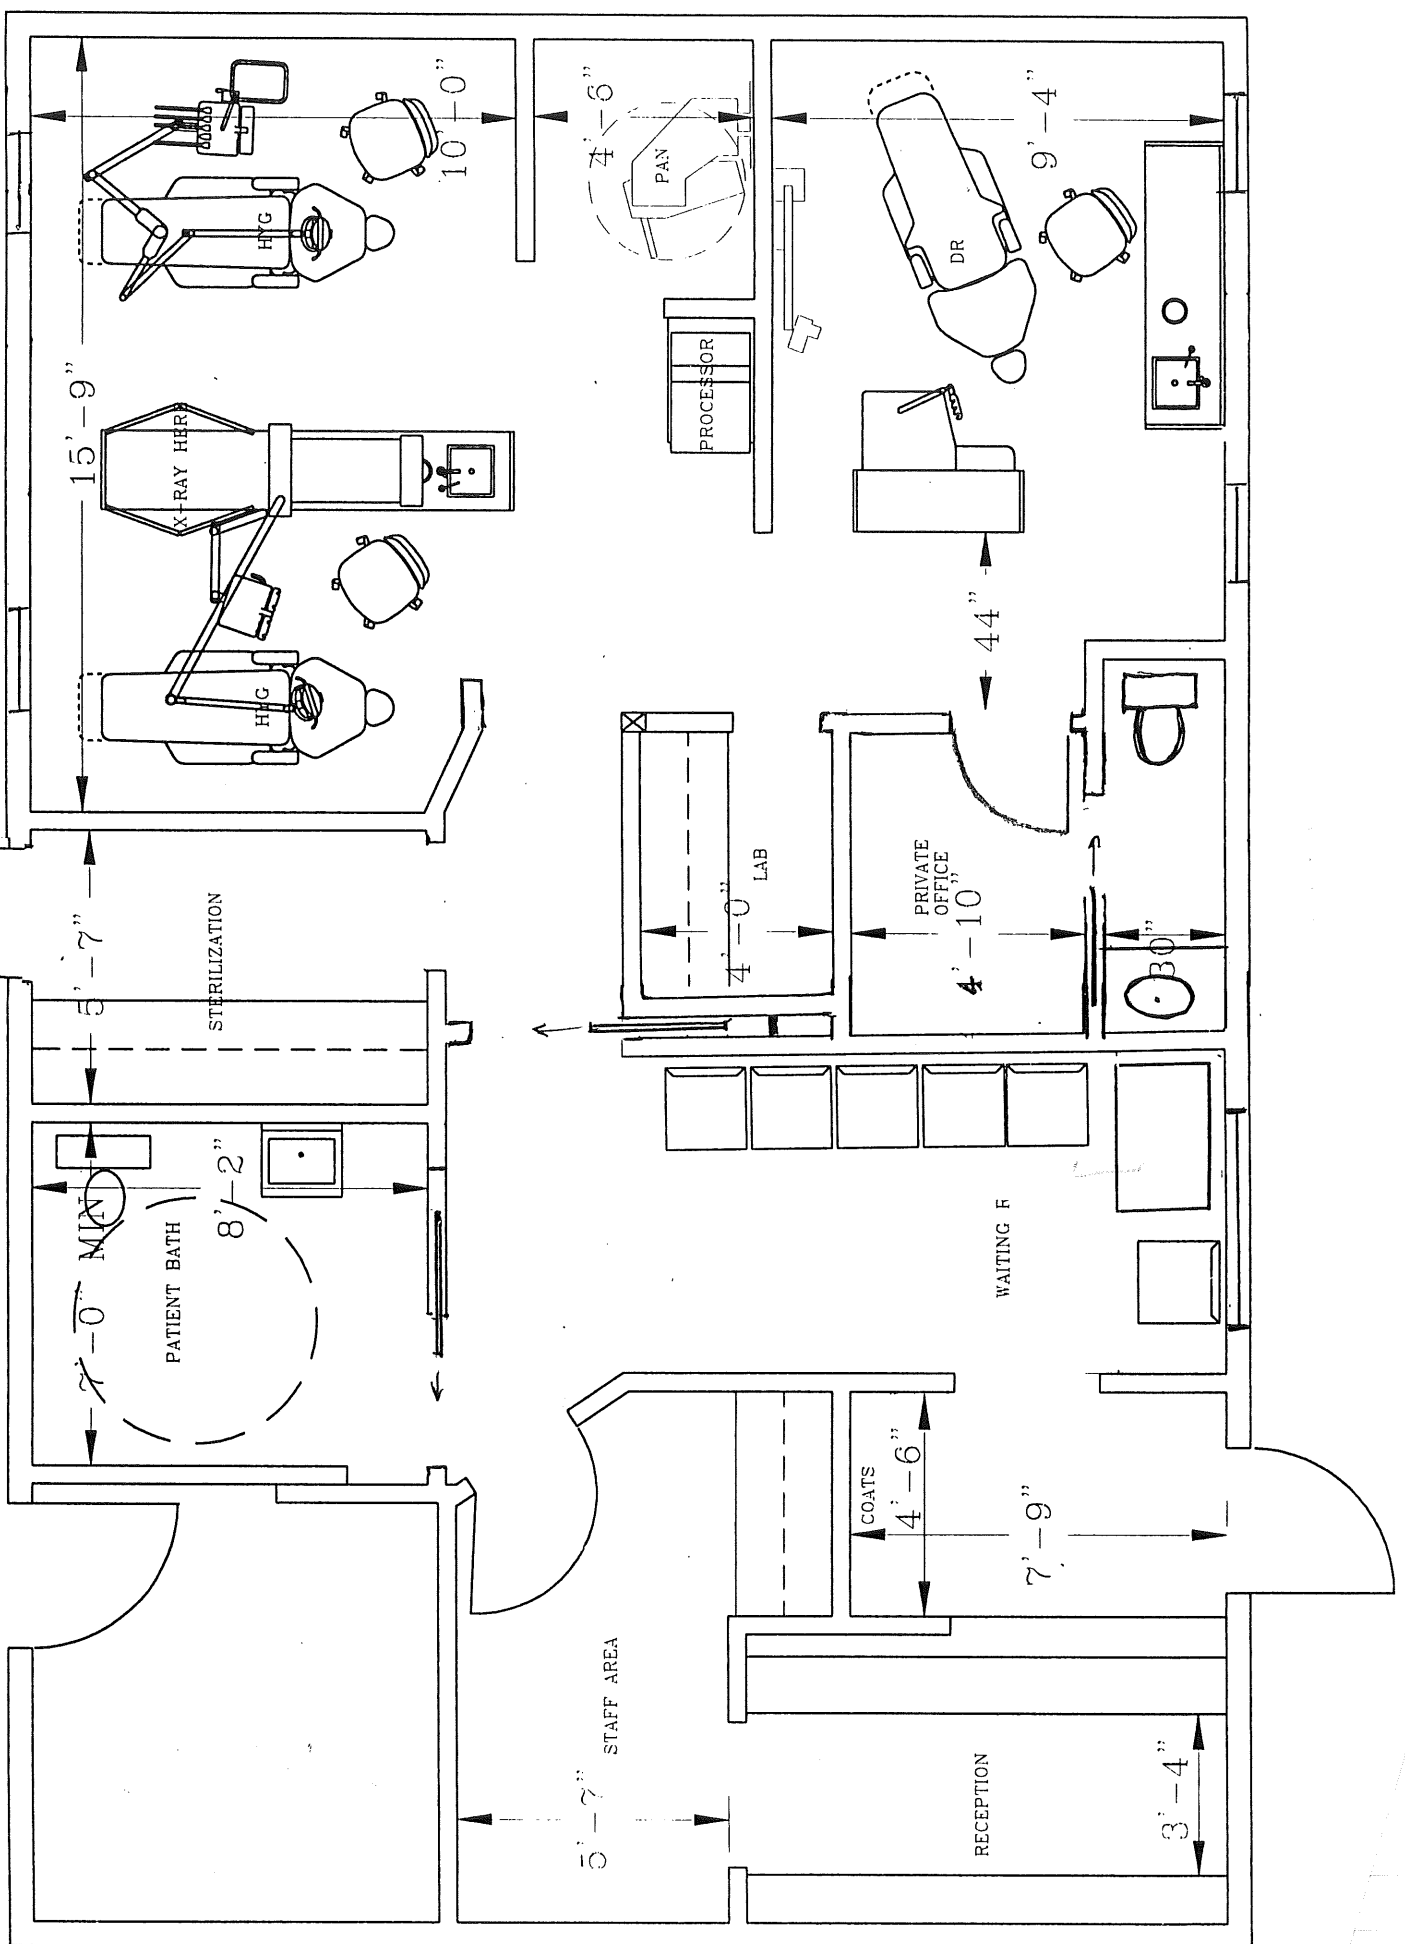 10'-0"
4'-6"
9'-4"
PAN
HYG
DR
15'-9"
X-RAY HERE
PROCESSOR
44"
HYG
5'-7"
STERILIZATION
4'-0"
LAB
PRIVATE
OFFICE
4'-10"
30"
7'-0" MIN
8'-2"
PATIENT BATH
WAITING R
COATS
4'-6"
7'-9"
STAFF AREA
5'-7"
RECEPTION
3'-4"